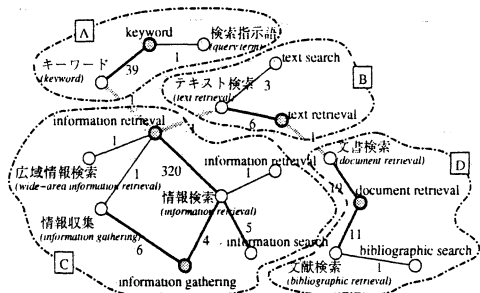 A
keyword
検索指示語
(query term)
キーワード
(keyword)
39
1
1
text search
テキスト検索
(text retrieval)
3
B
6
text retrieval
1
information retrieval
1
広域情報検索
(wide-area information retrieval)
1
320
情報検索
(information retrieval)
information retrieval
1
情報収集
(information gathering)
6
4
5
information search
C
information gathering
文書検索
(document retrieval)
D
19
document retrieval
11
bibliographic search
文献検索
1
(bibliographic retrieval)